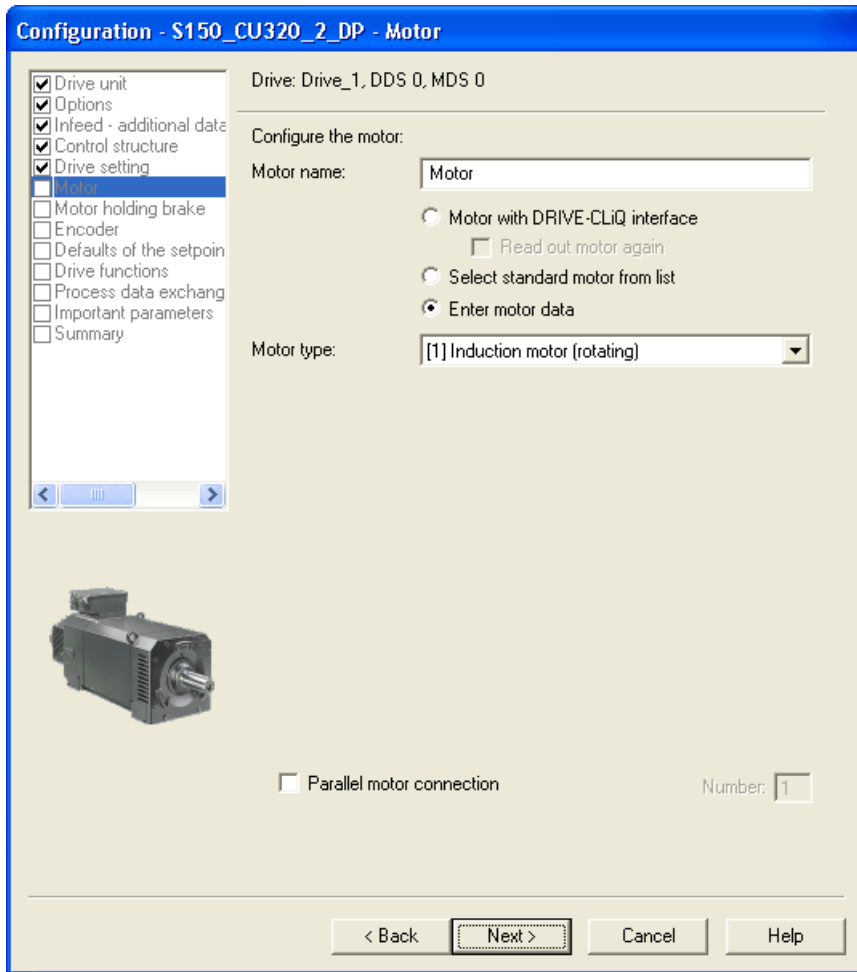 Configuration - S150_CU320_2_DP - Motor
Drive unit
Options
Infeed - additional data
Control structure
Drive setting
Motor
Motor holding brake
Encoder
Defaults of the setpoin
Drive functions
Process data exchang
Important parameters
Summary
Drive: Drive_1, DDS 0, MDS 0
Configure the motor:
Motor name: Motor
Motor with DRIVE-CLiQ interface
Read out motor again
Select standard motor from list
Enter motor data
Motor type: [1] Induction motor (rotating)
Parallel motor connection Number: 1
< Back Next > Cancel Help